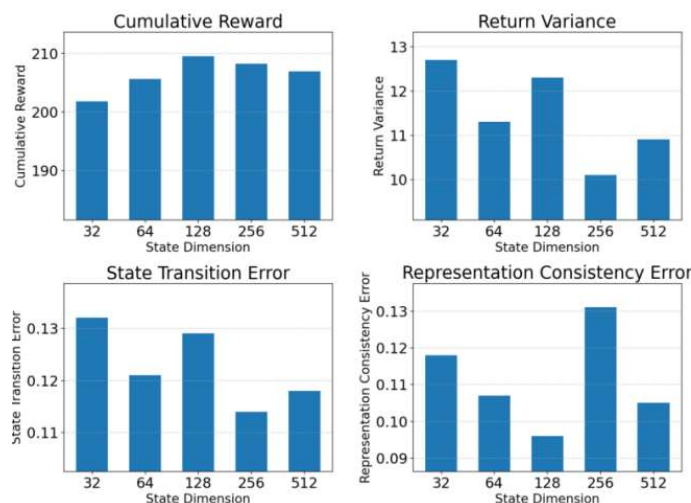 Cumulative Reward
Cumulative Reward
210
200
190
32 64 128 256 512
State Dimension
Return Variance
Return Variance
13
12
11
10
32 64 128 256 512
State Dimension
State Transition Error
State Transition Error
0.13
0.12
0.11
32 64 128 256 512
State Dimension
Representation Consistency Error
Representation Consistency Error
0.13
0.12
0.11
0.10
0.09
32 64 128 256 512
State Dimension